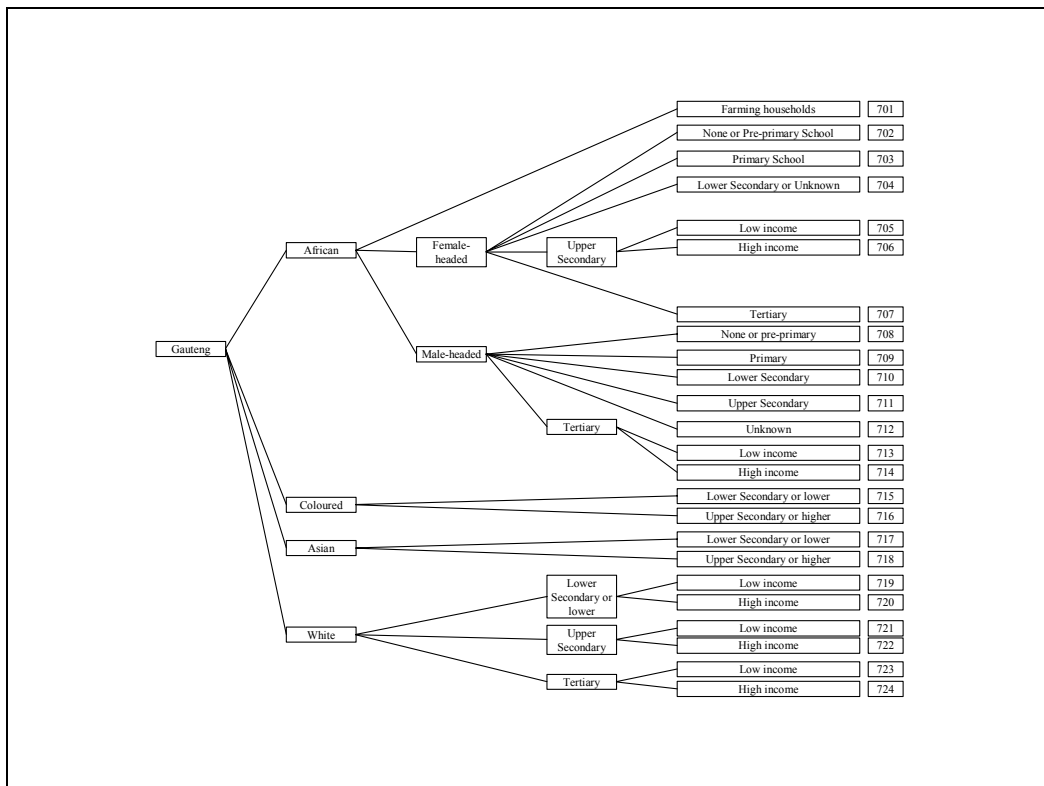 Farming households 701
None or Pre-primary School 702
Primary School 703
Lower Secondary or Unknown 704
Low income 705
Upper
Secondary
Female-
headed
African
High income 706
Tertiary 707
None or pre-primary 708
Gauteng
Male-headed
Primary 709
Lower Secondary 710
Upper Secondary 711
Tertiary
Unknown 712
Low income 713
High income 714
Lower Secondary or lower 715
Coloured
Upper Secondary or higher 716
Lower Secondary or lower 717
Asian
Upper Secondary or higher 718
Lower
Secondary or
lower
Low income 719
High income 720
Low income 721
White
Upper
Secondary
High income 722
Low income 723
Tertiary
High income 724